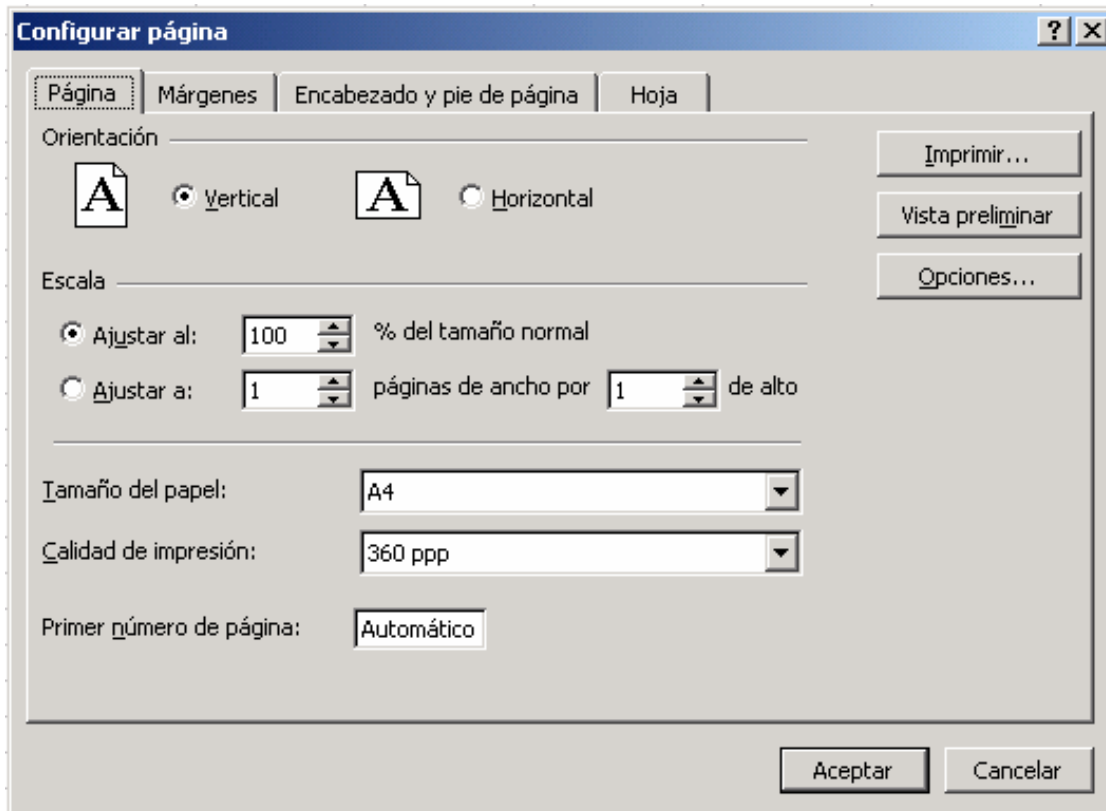 Configurar página
Página Márgenes Encabezado y pie de página Hoja
Orientación
A Vertical A Horizontal
Imprimir...
Vista preliminar
Opciones...
Escala
Ajustar al: 100 % del tamaño normal
Ajustar a: 1 páginas de ancho por 1 de alto
Tamaño del papel: A4
Calidad de impresión: 360 ppp
Primer número de página: Automático
Aceptar Cancelar